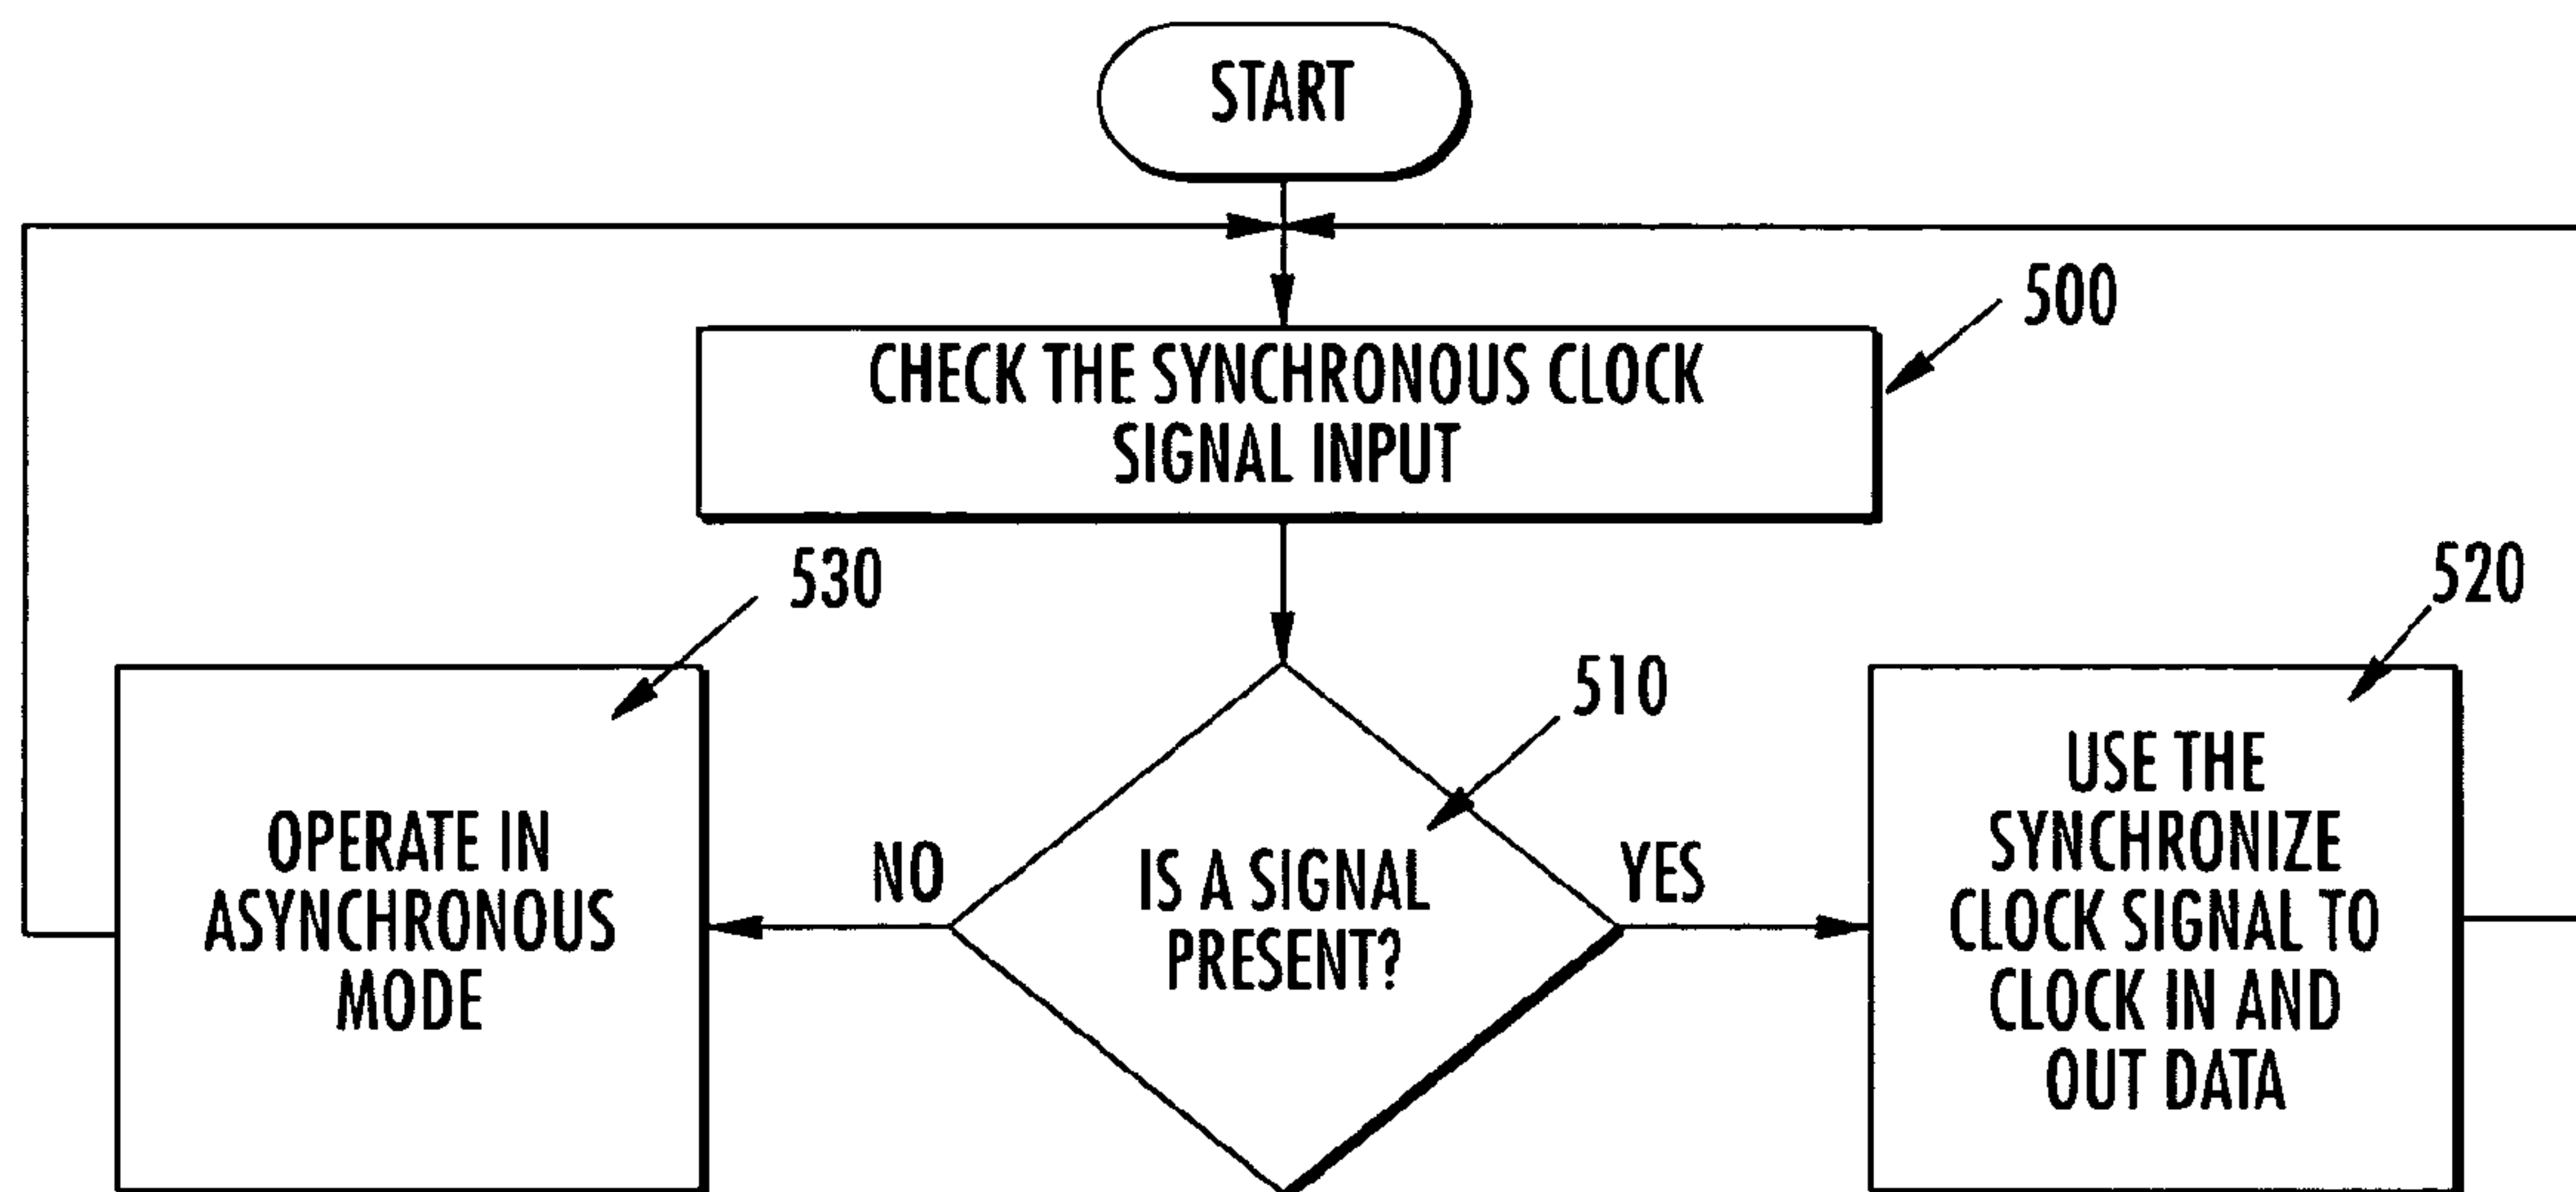 START
500
CHECK THE SYNCHRONOUS CLOCK
SIGNAL INPUT
530
520
510
OPERATE IN
ASYNCHRONOUS
MODE
NO
IS A SIGNAL
PRESENT?
YES
USE THE
SYNCHRONIZE
CLOCK SIGNAL TO
CLOCK IN AND
OUT DATA